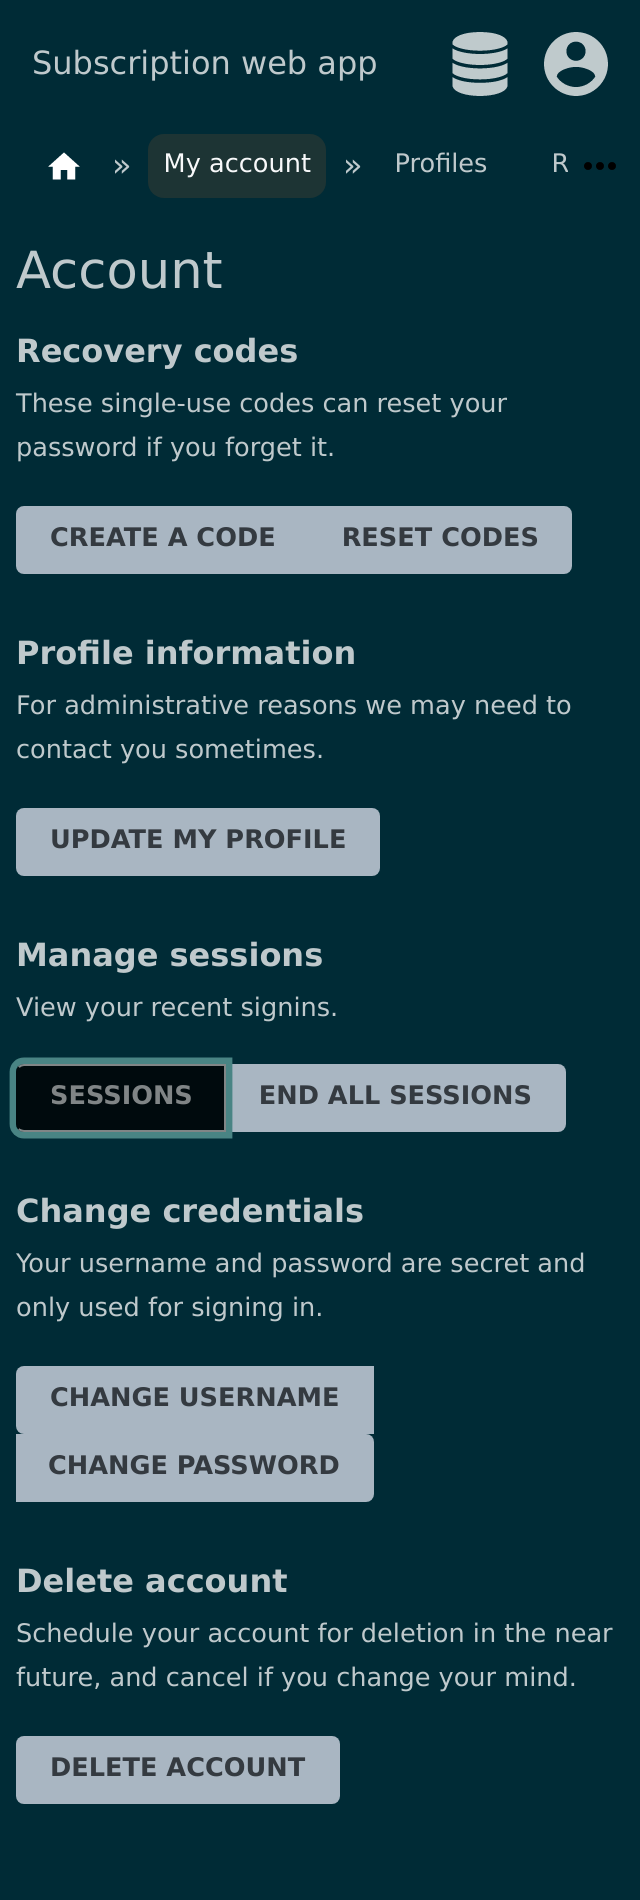 Subscription web app
» My account » Profiles R
Account
Recovery codes
These single-use codes can reset your
password if you forget it.
CREATE A CODE RESET CODES
Profile information
For administrative reasons we may need to
contact you sometimes.
UPDATE MY PROFILE
Manage sessions
View your recent signins.
SESSIONS END ALL SESSIONS
Change credentials
Your username and password are secret and
only used for signing in.
CHANGE USERNAME
CHANGE PASSWORD
Delete account
Schedule your account for deletion in the near
future, and cancel if you change your mind.
DELETE ACCOUNT